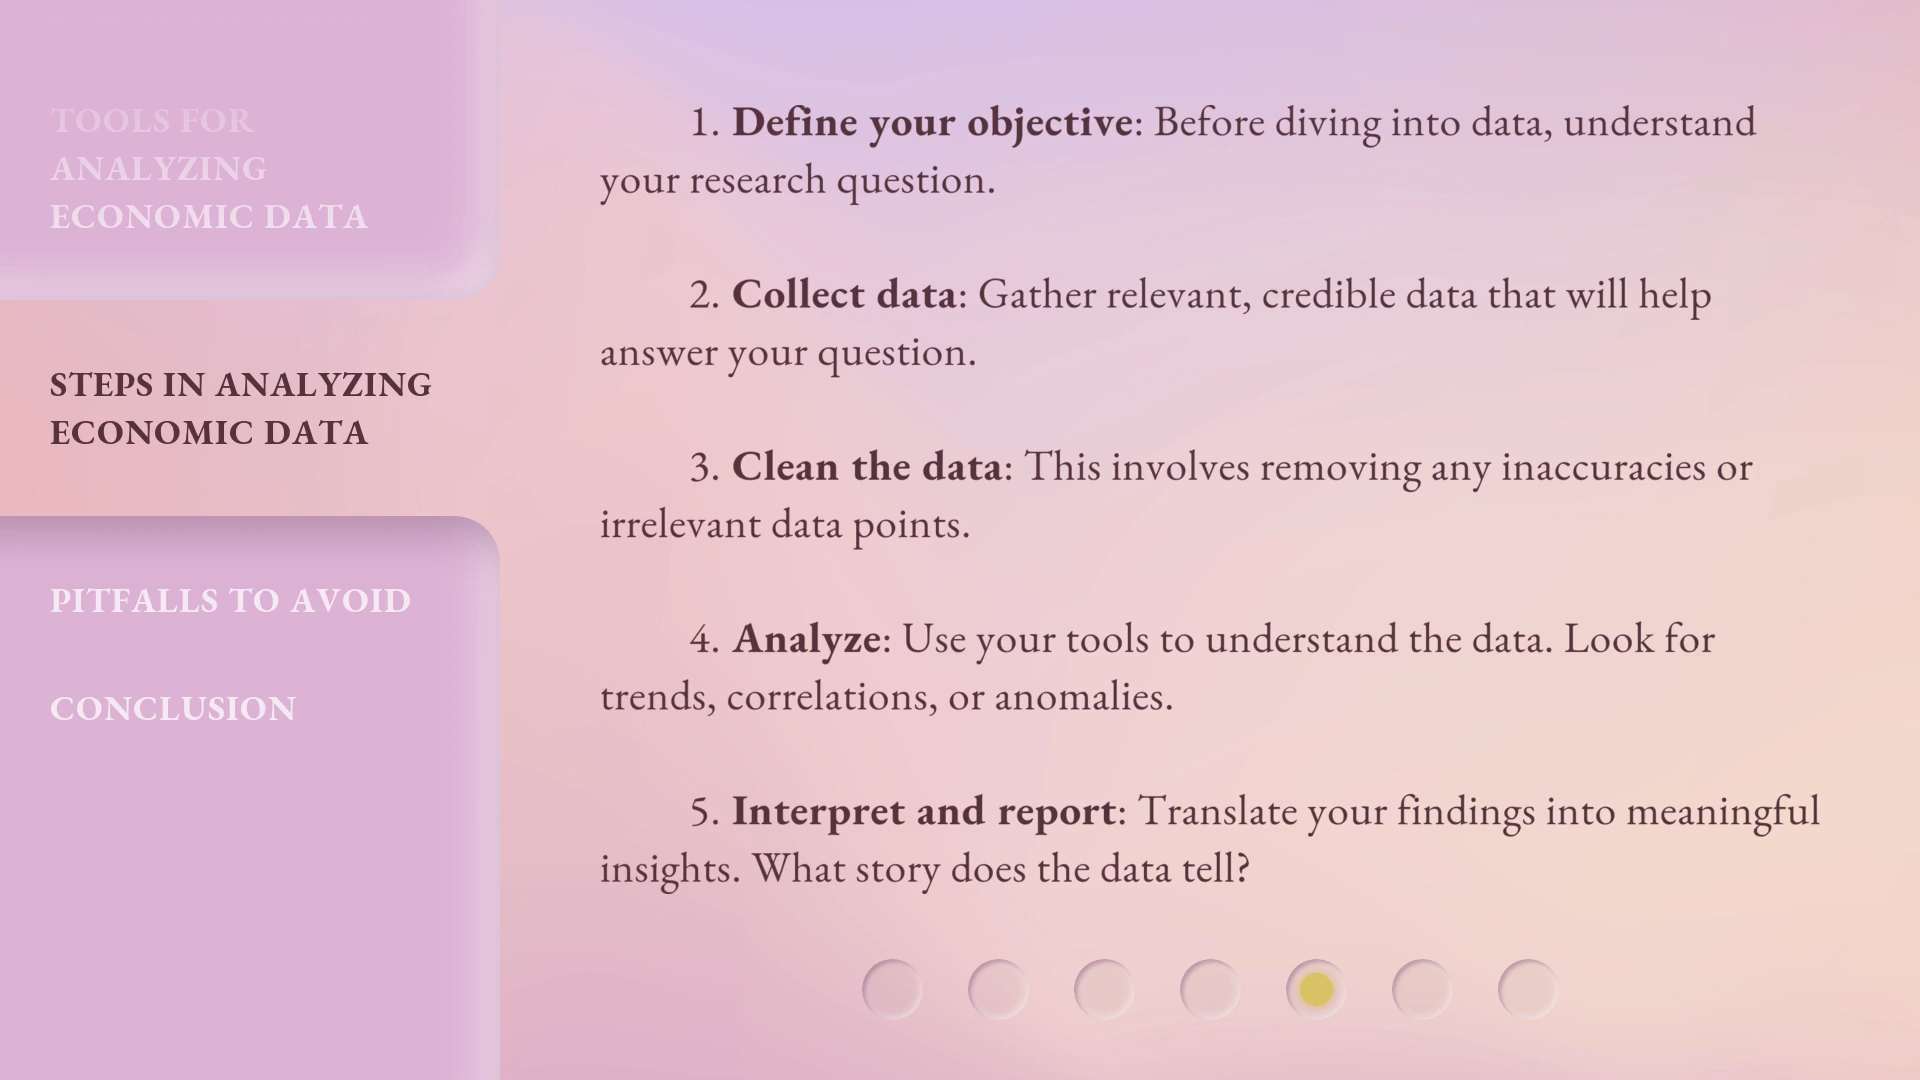 TOOLS FOR
ANALYZING
ECONOMIC DATA
STEPS IN ANALYZING
ECONOMIC DATA
PITFALLS TO AVOID
CONCLUSION
1. Define your objective: Before diving into data, understand
your research question.
2. Collect data: Gather relevant, credible data that will help
answer your question.
3. Clean the data: This involves removing any inaccuracies or
irrelevant data points.
4. Analyze: Use your tools to understand the data. Look for
trends, correlations, or anomalies.
5. Interpret and report: Translate your findings into meaningful
insights. What story does the data tell?